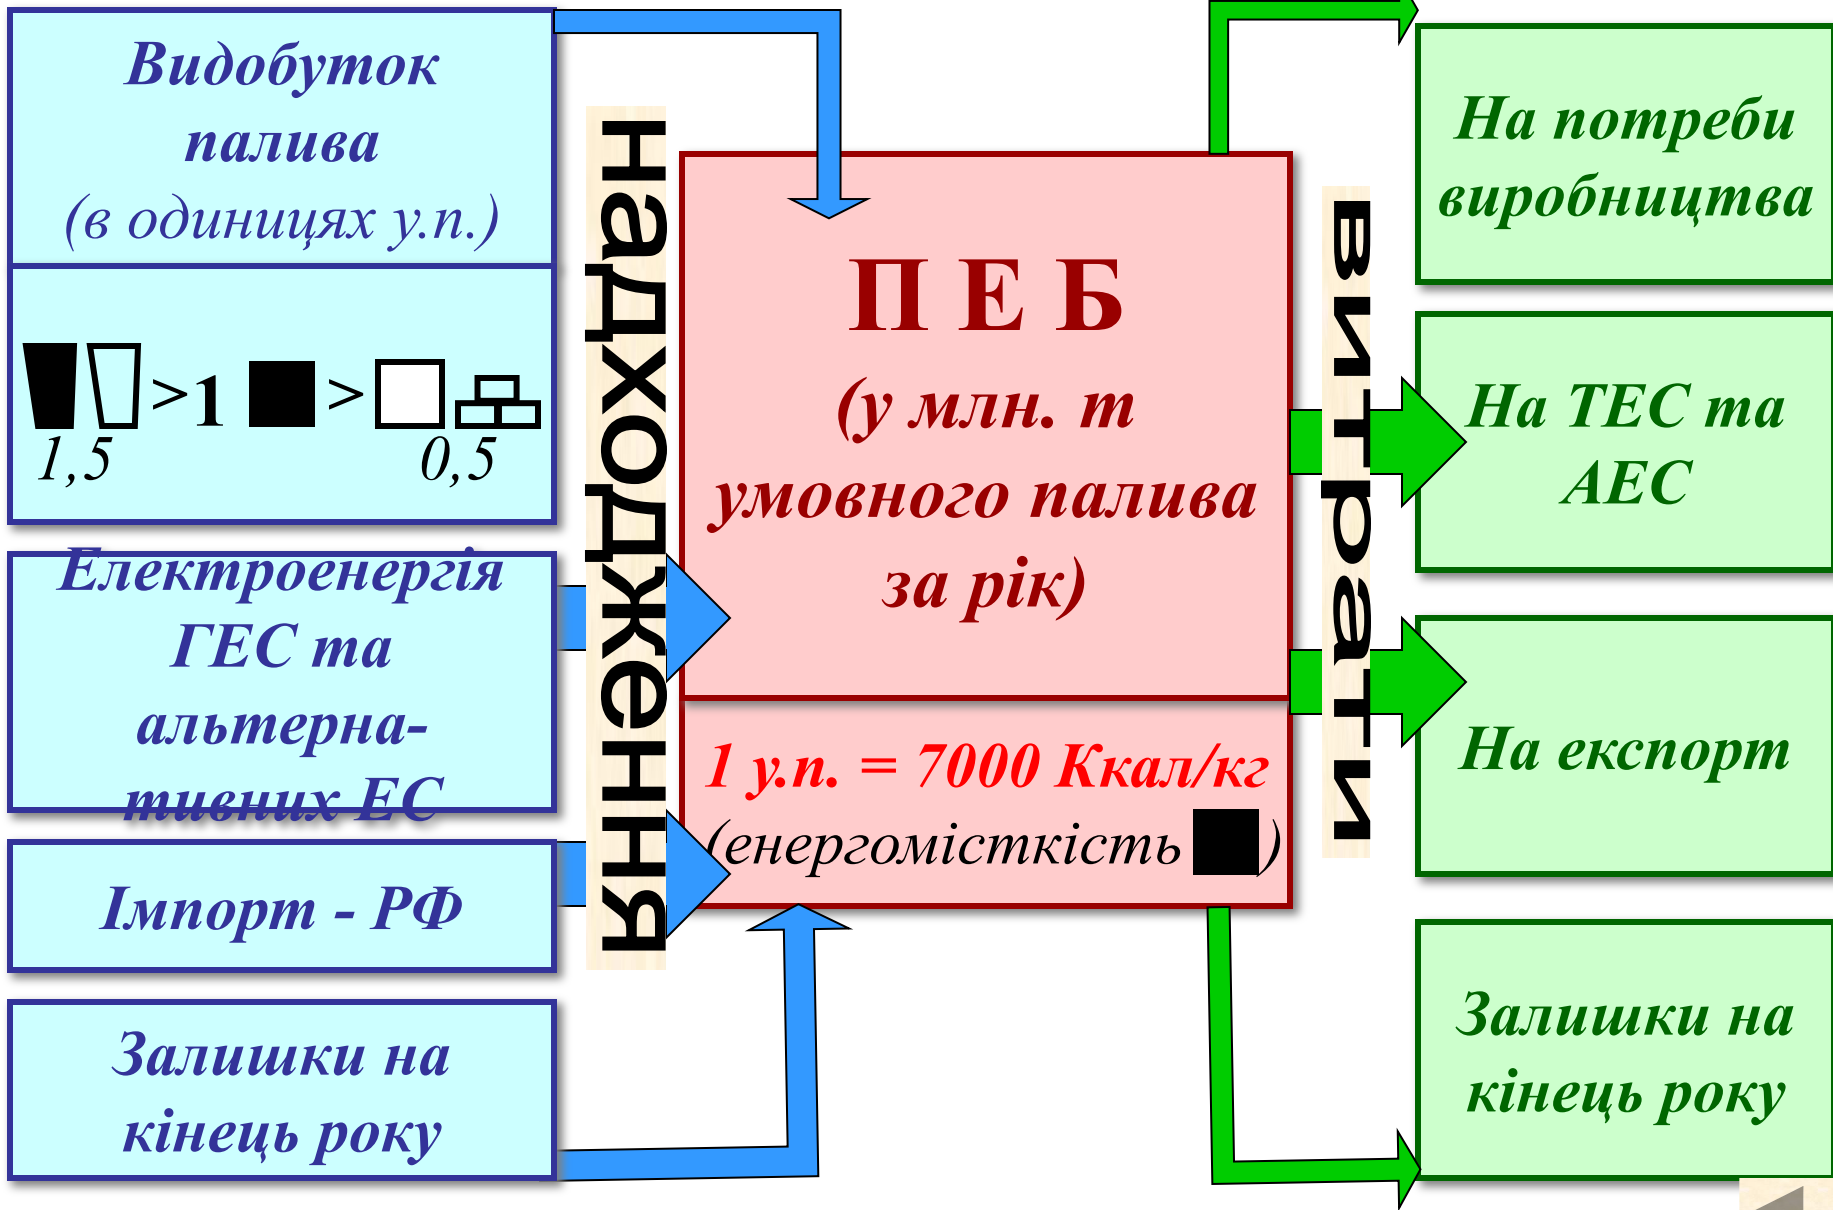 Видобуток
палива
(в одиницях у.п.)
>1 >
1,5 0,5
Електроенергія
ГЕС та
альтерна-
тивних ЕС
Імпорт - РФ
Залишки на
кінець року
надходження
П Е Б
(у млн. т
умовного палива
за рік)
1 у.п. = 7000 Ккал/кг
(енергомісткість )
витрати
На потреби
виробництва
На ТЕС та
АЕС
На експорт
Залишки на
кінець року